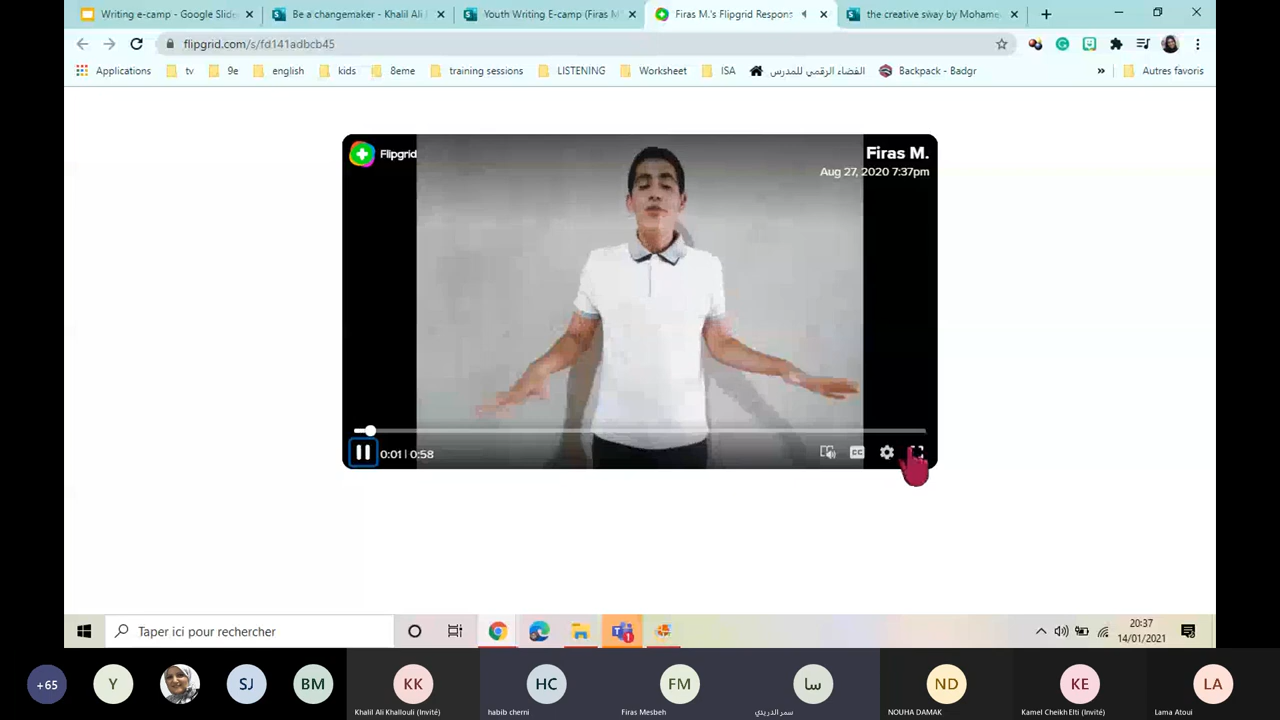 Writing e-camp - Google Slide
Be a changemaker - Khalil Ali
Youth Writing E-camp (Firas M
Firas M.'s Flipgrid Respons
the creative sway by Mohame
flipgrid.com/s/fd141adbcb45
Applications
tv
9e
english
kids
8eme
training sessions
LISTENING
Worksheet
ISA
الفضاء الرقمي للمدرس
Backpack - Badgr
»
Autres favoris
Flipgrid
Firas M.
Aug 27, 2020 7:37pm
0:01 | 0:58
CC
Taper ici pour rechercher
1
20:37
14/01/2021
+65
Y
SJ
BM
KK
HC
FM
سا
ND
KE
LA
Khalil Ali Khallouli (Invité)
habib cherni
Firas Mesbeh
سمر الدريدي
NOUHA DAMAK
Kamel Cheikh Elti (Invité)
Lama Atoui